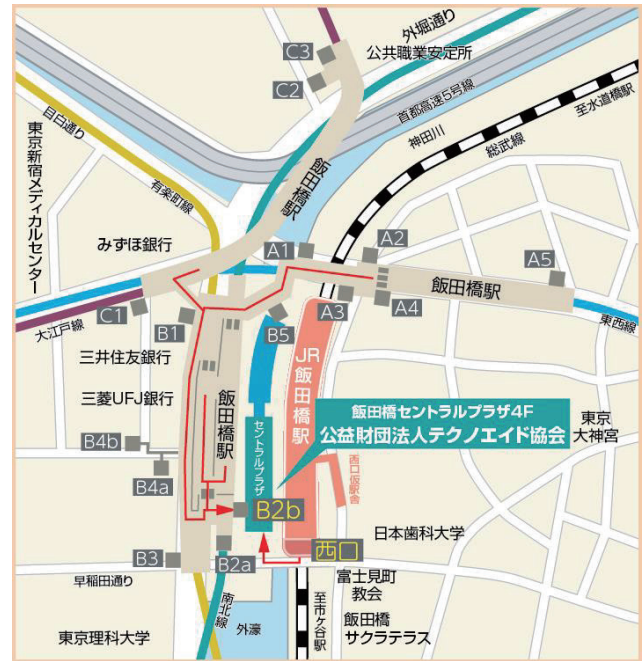 外堀通り
公共職業安定所
C3
C2
首都高速5号線
至水道橋駅
神田川
総武線
目白通り
有楽町線
飯田橋駅
東京新宿メディカルセンター
みずほ銀行
A1
A2
A5
飯田橋駅
A3
A4
C1
大江戸線
B1
B5
東西線
三井住友銀行
三菱UFJ銀行
飯田橋駅
JR飯田橋駅
飯田橋セントラルプラザ4F
公益財団法人テクノエイド協会
東京
大神宮
セントラルプラザ
西口仮駅舎
B4b
B4a
B2b
日本歯科大学
B3
B2a
西口
早稲田通り
富士見町
教会
南北線
外濠
至市ヶ谷駅
飯田橋
サクラテラス
東京理科大学